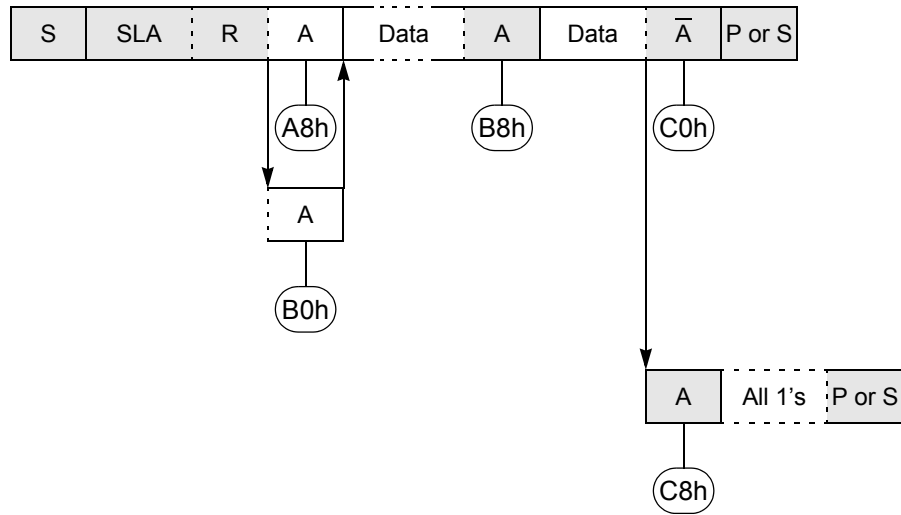 S SLA R A Data A Data A̅ P or S
A8h B8h C0h
A
B0h
A All 1's P or S
C8h